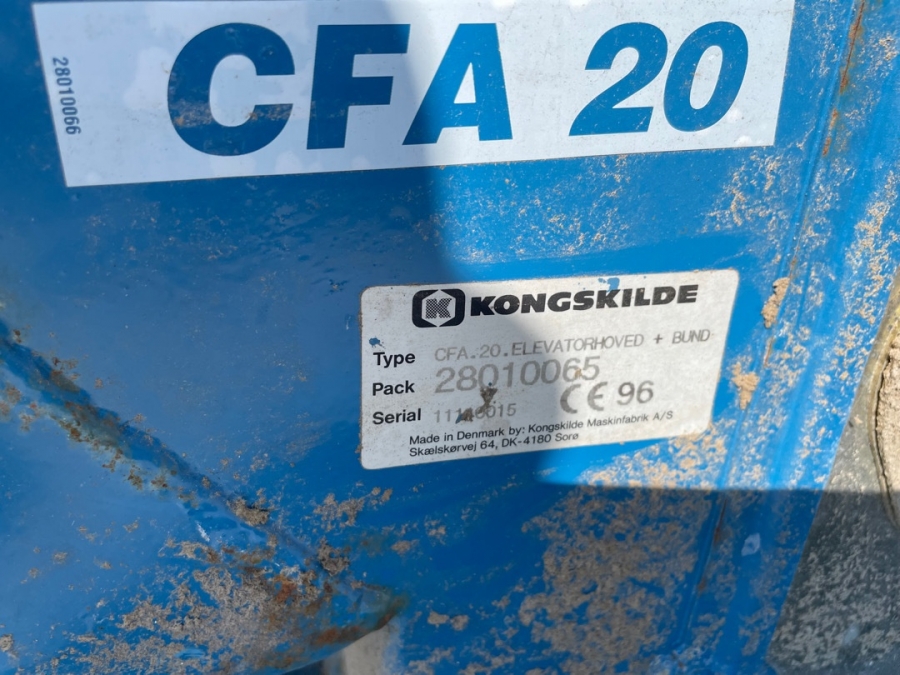 CFA 20
28010066
KONGSKILDE
Type CFA.20.ELEVATORHOVED + BUND
Pack 28010065
CE 96
Serial
Made in Denmark by: Kongskilde Maskinfabrik A/S
Skælskørvej 64, DK-4180 Sorø